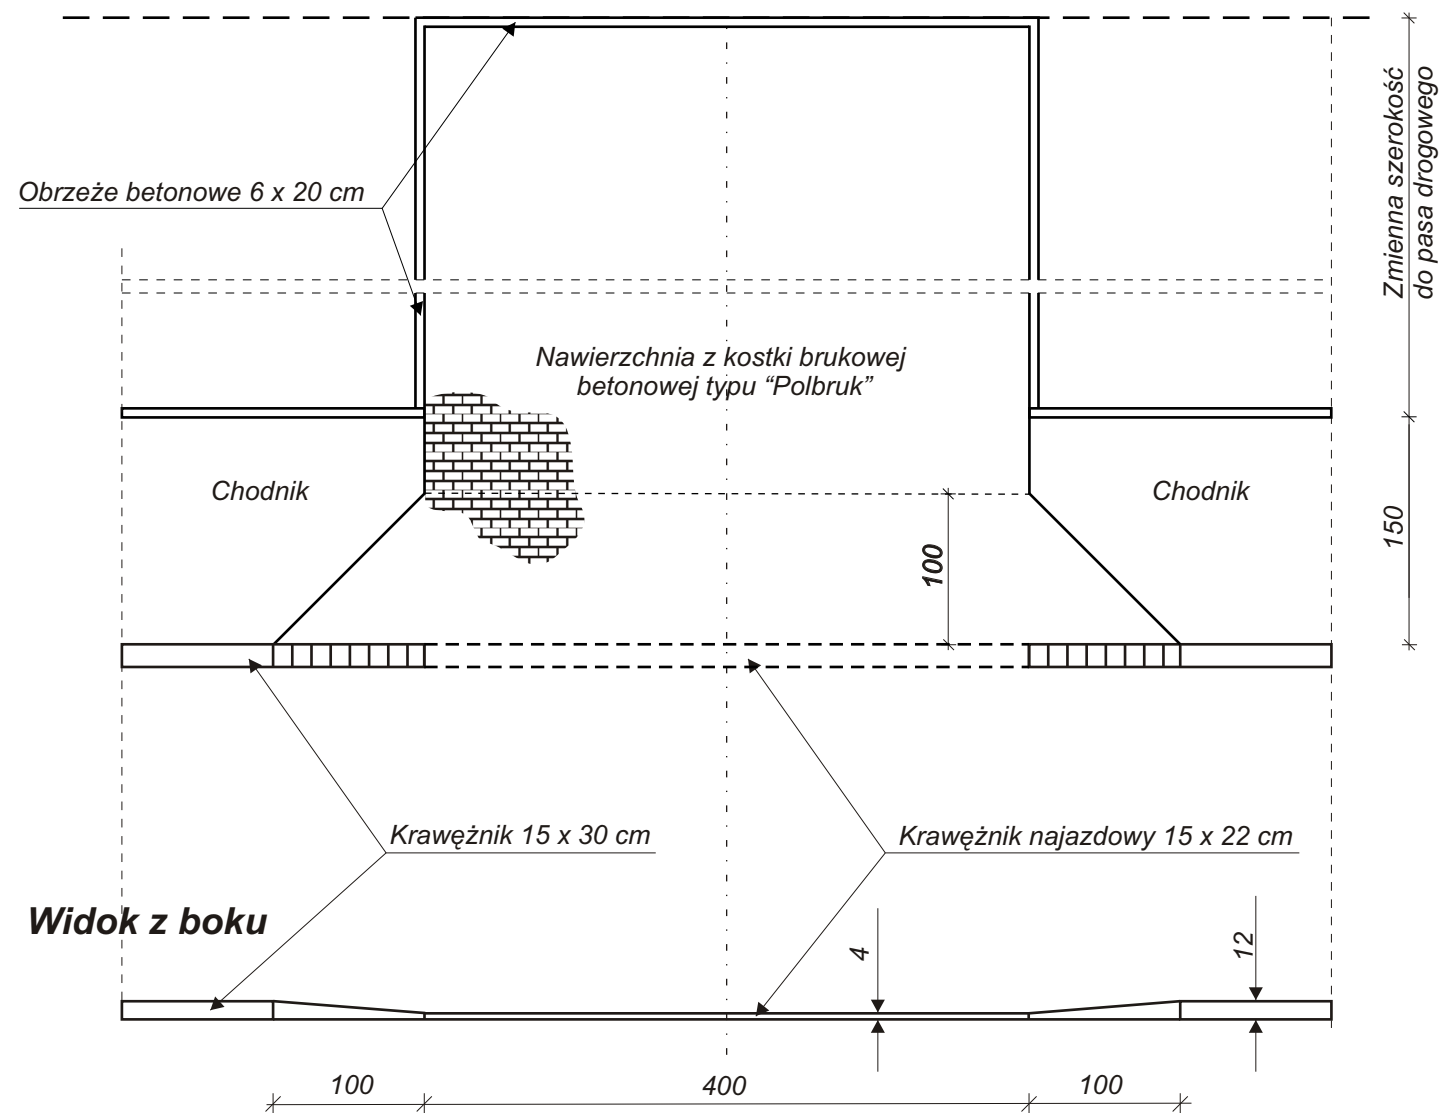 Zmienna szerokość
do pasa drogowego
Obrzeże betonowe 6 x 20 cm
Nawierzchnia z kostki brukowej
betonowej typu “Polbruk”
Chodnik
Chodnik
150
100
Krawężnik 15 x 30 cm
Krawężnik najazdowy 15 x 22 cm
Widok z boku
4
12
100
400
100